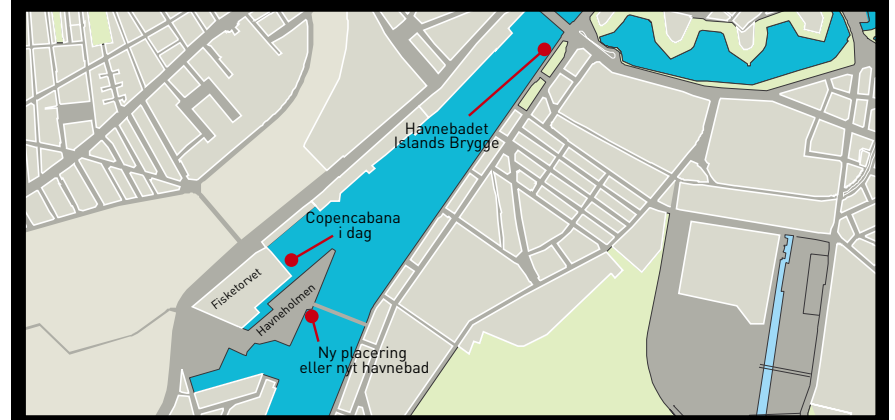 Havnebadet
Islands Brygge
Copencabana
i dag
Fisketorvet
Havneholmen
Ny placering
eller nyt havnebad